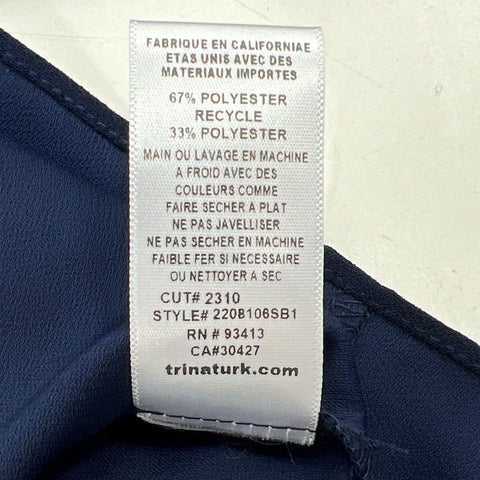 FABRIQUE EN CALIFORNIAE
ETAS UNIS AVEC DES
MATERIAUX IMPORTES
67% POLYESTER
RECYCLE
33% POLYESTER
MAIN OU LAVAGE EN MACHINE
A FROID AVEC DES
COULEURS COMME
FAIRE SECHER A PLAT
NE PAS JAVELLISER
NE PAS SECHER EN MACHINE
FAIBLE FER SI NECESSAIRE
OU NETTOYER A SEC
CUT# 2310
STYLE# 2208106SB1
RN # 93413
CA#30427
trinaturk.com